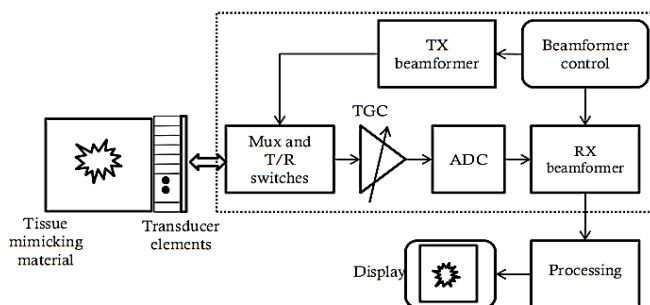 TX
beamformer
Beamformer
control
TGC
Mux and
T/R
switches
ADC
RX
beamformer
Tissue
mimicking
material
Transducer
elements
Display
Processing